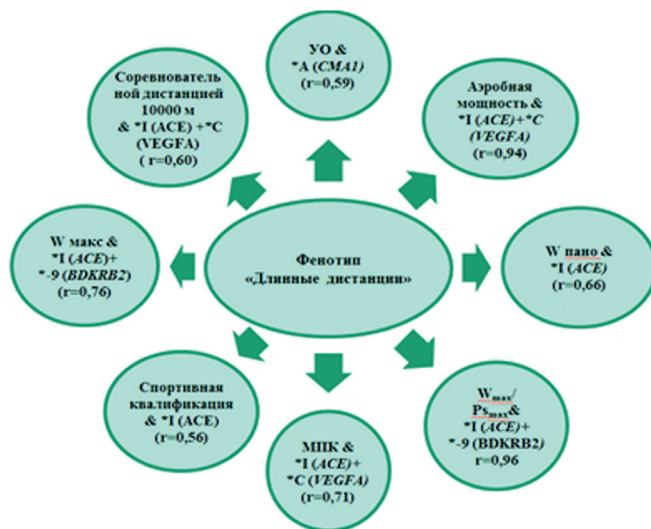 УО &
*А (CMA1)
(r=0,59)
Соревнователь
ной дистанцией
10000 м
& *I (ACE) +*C
(VEGFA)
( r=0,60)
Аэробная
мощность &
*I (ACE)+*C
(VEGFA)
(r=0,94)
W макс &
*I (ACE)+
*-9 (BDKRB2)
(r=0,76)
Фенотип
«Длинные дистанции»
W пано &
*I (ACE)
(r=0,66)
Спортивная
квалификация
& *I (ACE)
(r=0,56)
МПК &
*I (ACE)+
*C (VEGFA)
(r=0,71)
Wmax/
Psmax&
*I (ACE)+
*-9 (BDKRB2)
r=0,96